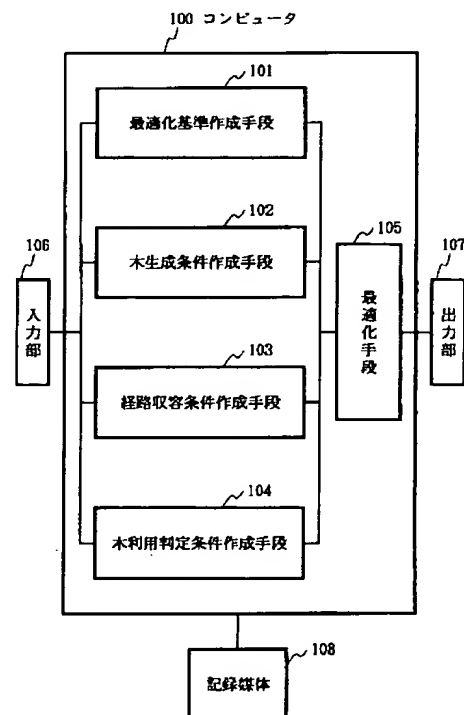 100 コンピュータ
101
最適化基準作成手段
102
木生成条件作成手段
103
経路収容条件作成手段
104
木利用判定条件作成手段
105
最適化手段
106
入力部
107
出力部
108
記録媒体